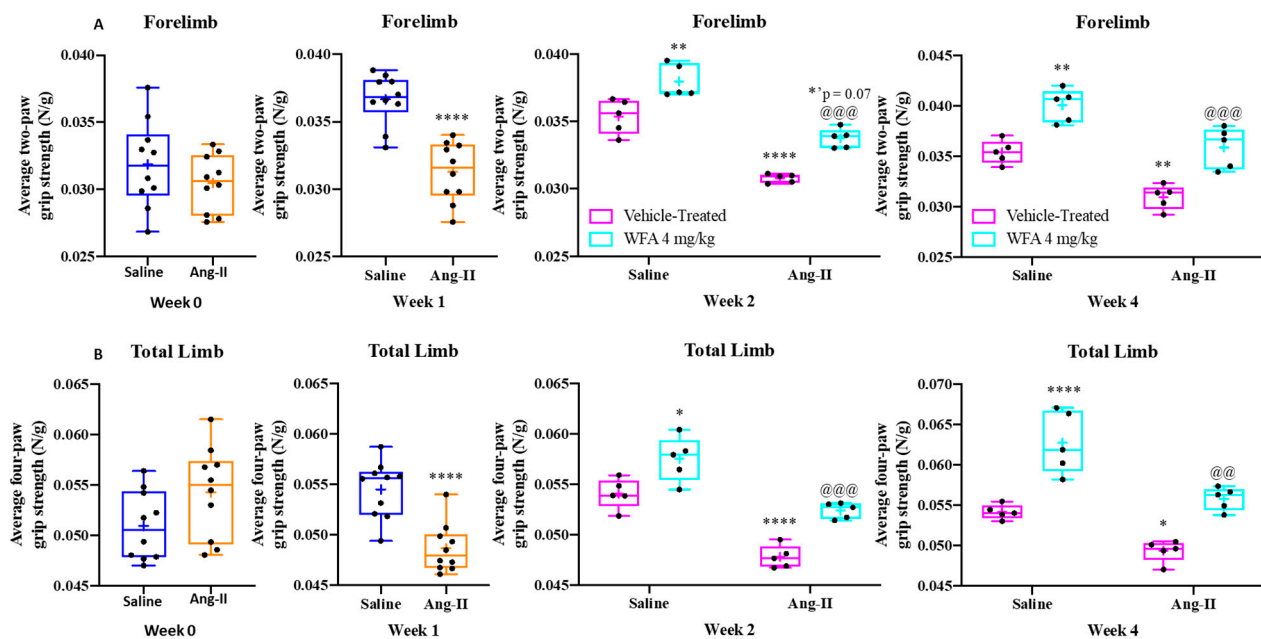 A
Forelimb
Average two-paw
grip strength (N/g)
0.040
0.035
0.030
0.025
Saline
Ang-II
Week 0
Forelimb
Average two-paw
grip strength (N/g)
0.040
0.035
0.030
0.025
****
Saline
Ang-II
Week 1
Forelimb
Average two-paw
grip strength (N/g)
0.040
0.035
0.030
0.025
**
*’p = 0.07
@@@
****
Vehicle-Treated
WFA 4 mg/kg
Saline
Ang-II
Week 2
Forelimb
Average two-paw
grip strength (N/g)
0.045
0.040
0.035
0.030
0.025
**
@@@
**
Vehicle-Treated
WFA 4 mg/kg
Saline
Ang-II
Week 4
B
Total Limb
Average four-paw
grip strength (N/g)
0.065
0.060
0.055
0.050
0.045
Saline
Ang-II
Week 0
Total Limb
Average four-paw
grip strength (N/g)
0.065
0.060
0.055
0.050
0.045
****
Saline
Ang-II
Week 1
Total Limb
Average four-paw
grip strength (N/g)
0.065
0.060
0.055
0.050
0.045
*
@@@
****
Saline
Ang-II
Week 2
Total Limb
Average four-paw
grip strength (N/g)
0.070
0.065
0.060
0.055
0.050
0.045
****
@@
*
Saline
Ang-II
Week 4